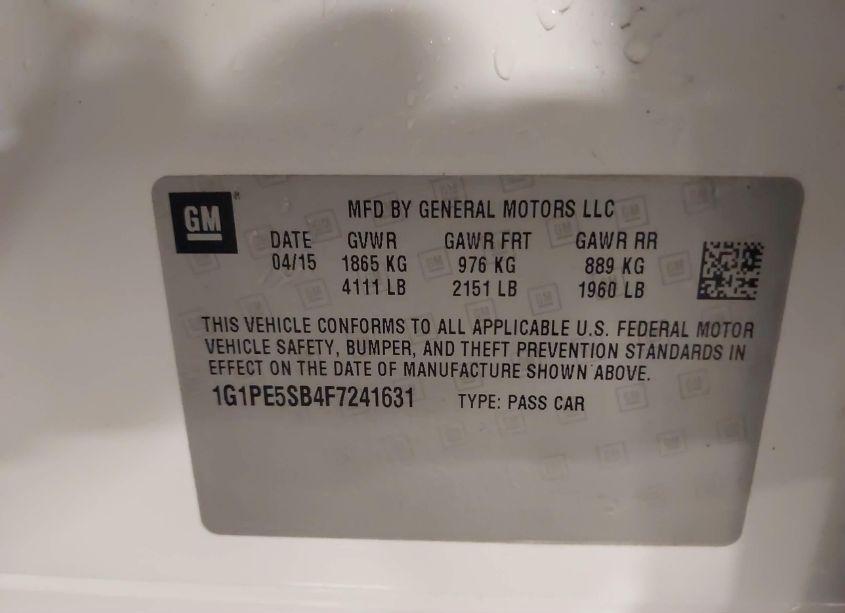 GM
MFD BY GENERAL MOTORS LLC
DATE GVWR GAWR FRT GAWR RR
04/15 1865 KG 976 KG 889 KG
4111 LB 2151 LB 1960 LB
THIS VEHICLE CONFORMS TO ALL APPLICABLE U.S. FEDERAL MOTOR
VEHICLE SAFETY, BUMPER, AND THEFT PREVENTION STANDARDS IN
EFFECT ON THE DATE OF MANUFACTURE SHOWN ABOVE.
1G1PE5SB4F7241631 TYPE: PASS CAR